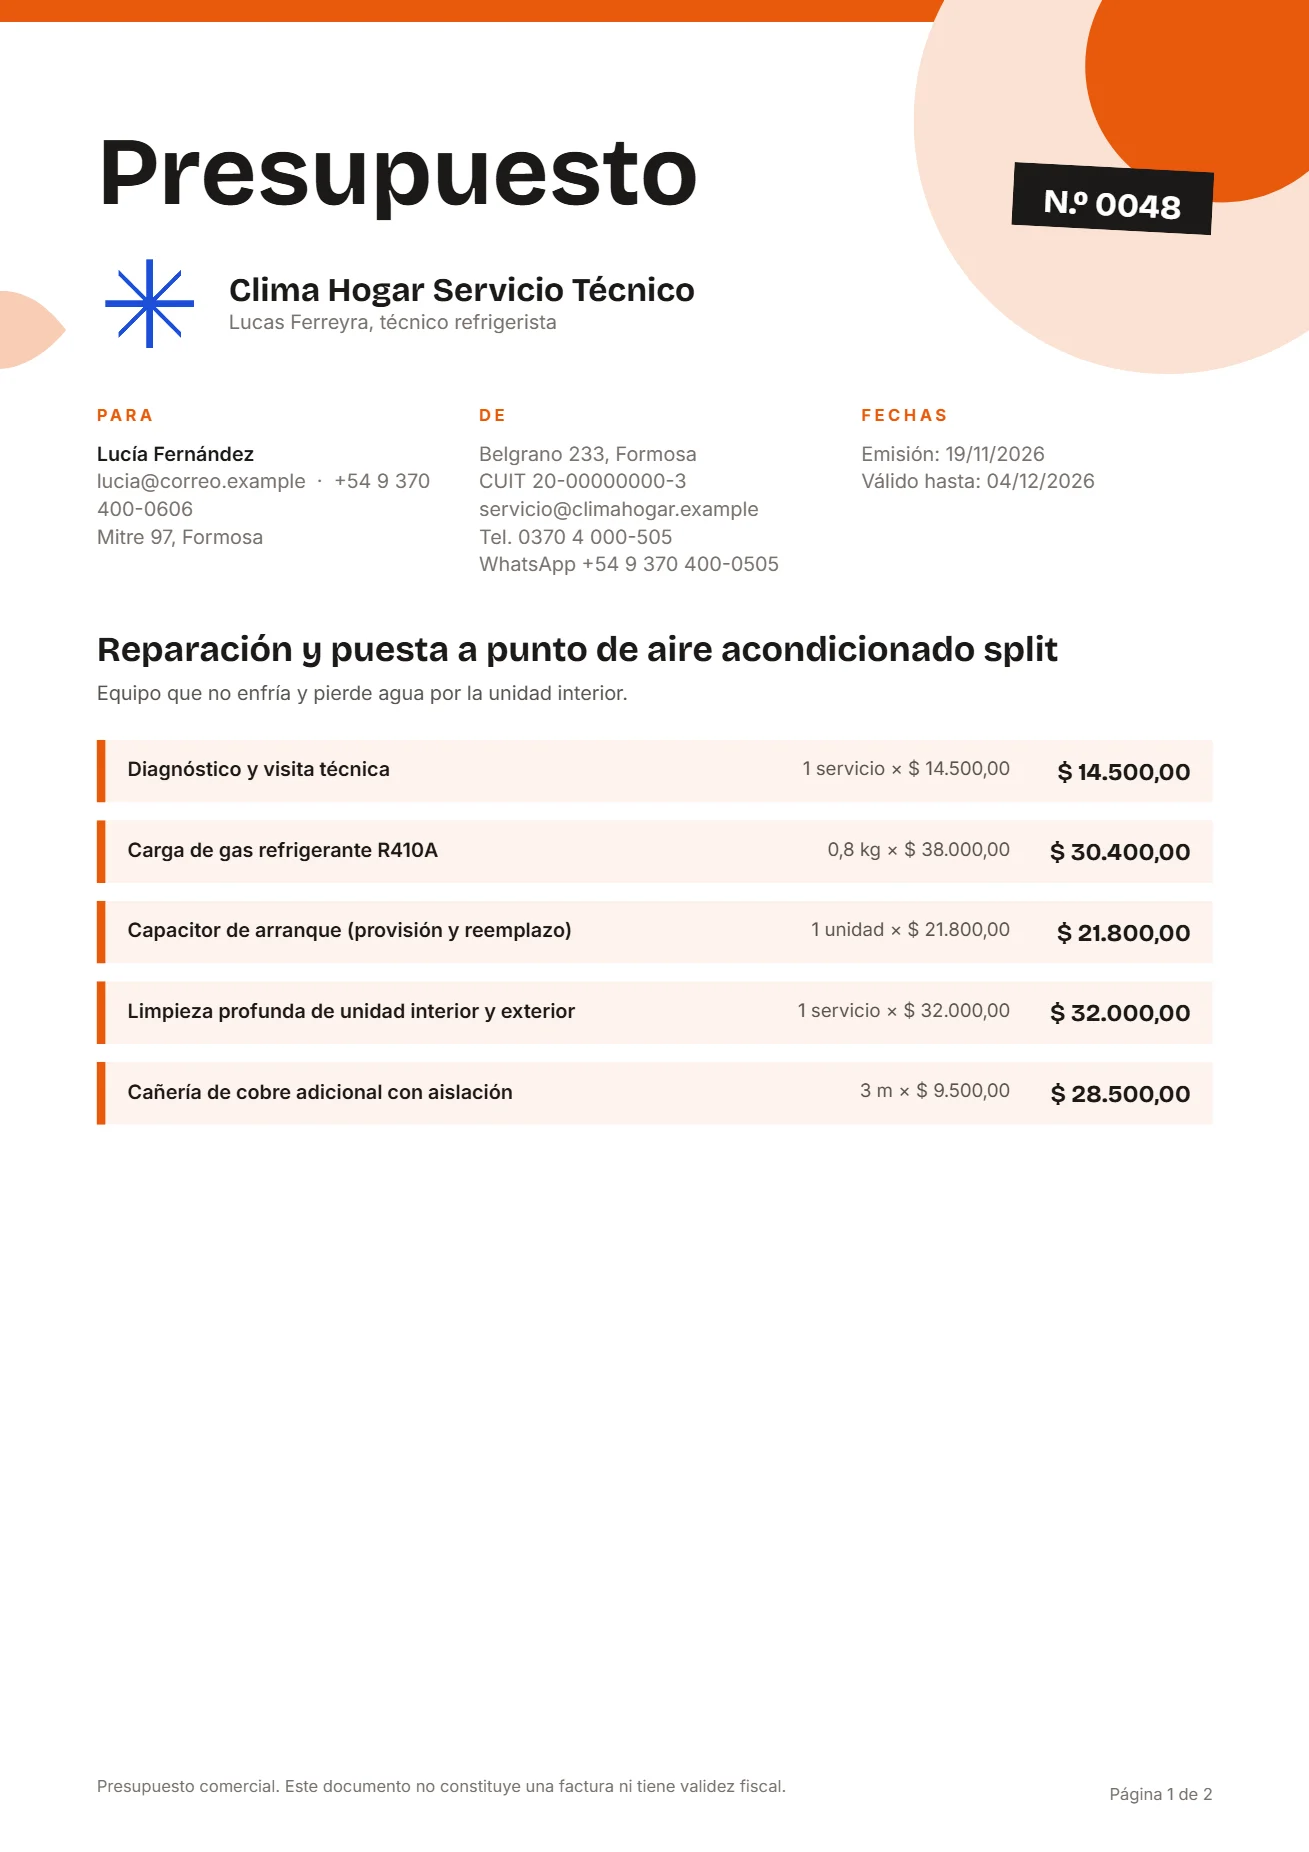 Presupuesto
N.º 0048
Clima Hogar Servicio Técnico
Lucas Ferreyra, técnico refrigerista
PARA
Lucía Fernández
lucia@correo.example · +54 9 370
400-0606
Mitre 97, Formosa
DE
Belgrano 233, Formosa
CUIT 20-00000000-3
servicio@climahogar.example
Tel. 0370 4 000-505
WhatsApp +54 9 370 400-0505
FECHAS
Emisión: 19/11/2026
Válido hasta: 04/12/2026
Reparación y puesta a punto de aire acondicionado split
Equipo que no enfría y pierde agua por la unidad interior.
Diagnóstico y visita técnica 1 servicio × $ 14.500,00 $ 14.500,00
Carga de gas refrigerante R410A 0,8 kg × $ 38.000,00 $ 30.400,00
Capacitor de arranque (provisión y reemplazo) 1 unidad × $ 21.800,00 $ 21.800,00
Limpieza profunda de unidad interior y exterior 1 servicio × $ 32.000,00 $ 32.000,00
Cañería de cobre adicional con aislación 3 m × $ 9.500,00 $ 28.500,00
Presupuesto comercial. Este documento no constituye una factura ni tiene validez fiscal.
Página 1 de 2